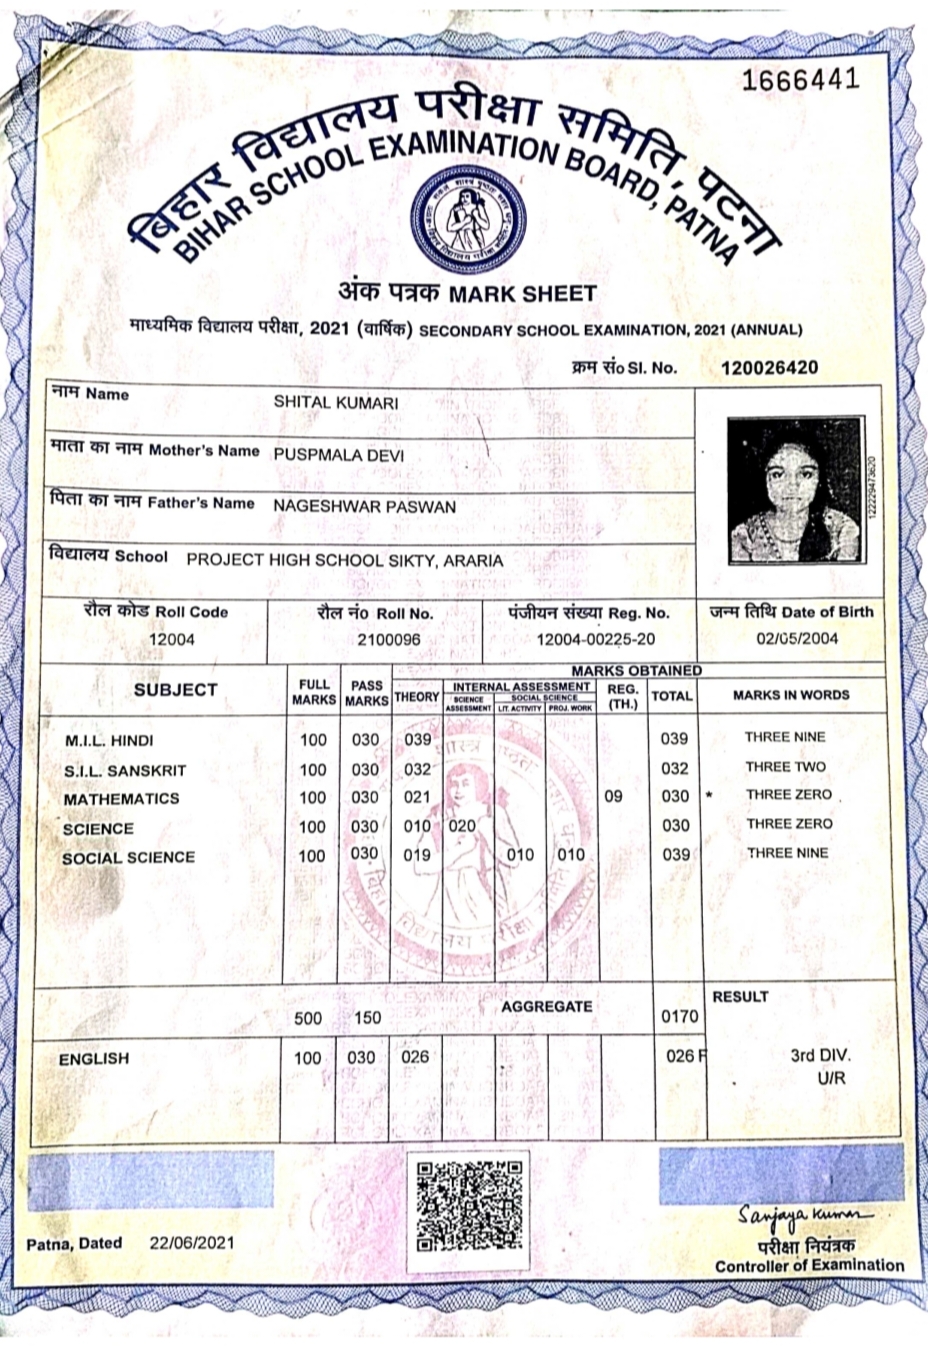 1666441
बिहार विद्यालय परीक्षा समिति, पटना
BIHAR SCHOOL EXAMINATION BOARD, PATNA
अंक पत्रक MARK SHEET
माध्यमिक विद्यालय परीक्षा, 2021 (वार्षिक) SECONDARY SCHOOL EXAMINATION, 2021 (ANNUAL)
क्रम सं० Sl. No. 120026420
नाम Name SHITAL KUMARI
माता का नाम Mother's Name PUSPMALA DEVI
पिता का नाम Father's Name NAGESHWAR PASWAN
122229473620
विद्यालय School PROJECT HIGH SCHOOL SIKTY, ARARIA
रौल कोड Roll Code रौल नं० Roll No. पंजीयन संख्या Reg. No. जन्म तिथि Date of Birth
12004 2100096 12004-00225-20 02/05/2004
MARKS OBTAINED
SUBJECT FULL MARKS PASS MARKS THEORY INTERNAL ASSESSMENT REG. (TH.) TOTAL MARKS IN WORDS
SCIENCE ASSESSMENT SOCIAL SCIENCE LIT. ACTIVITY PROJ. WORK
M.I.L. HINDI 100 030 039 039 THREE NINE
S.I.L. SANSKRIT 100 030 032 032 THREE TWO
MATHEMATICS 100 030 021 09 030 * THREE ZERO
SCIENCE 100 030 010 020 030 THREE ZERO
SOCIAL SCIENCE 100 030 019 010 010 039 THREE NINE
500 150 AGGREGATE 0170 RESULT
ENGLISH 100 030 026 026 F 3rd DIV.
U/R
Sanjaya Kumar
Patna, Dated 22/06/2021 परीक्षा नियंत्रक
Controller of Examination